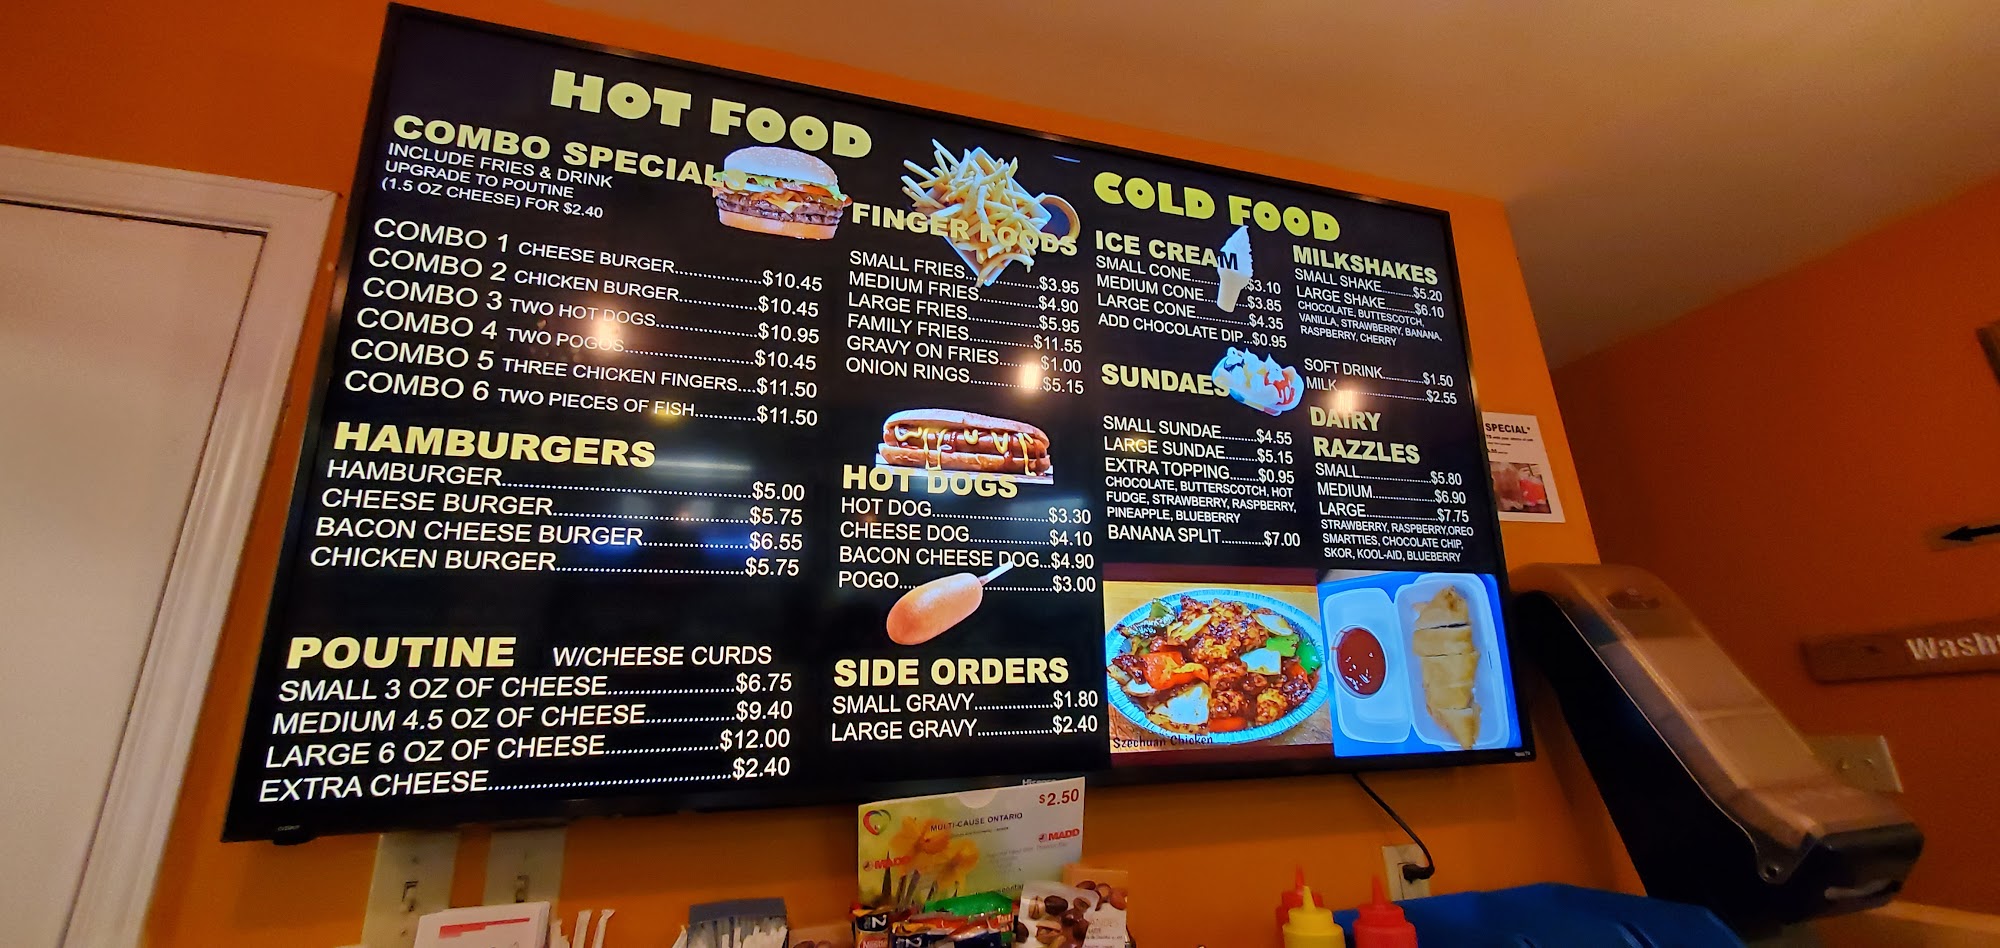 HOT FOOD
COMBO SPECIALS
INCLUDE FRIES & DRINK
UPGRADE TO POUTINE
(1.5 OZ CHEESE) FOR $2.40
COMBO 1 CHEESE BURGER....................$10.45
COMBO 2 CHICKEN BURGER...................$10.45
COMBO 3 TWO HOT DOGS.......................$10.95
COMBO 4 TWO POGOS.............................$10.45
COMBO 5 THREE CHICKEN FINGERS....$11.50
COMBO 6 TWO PIECES OF FISH............$11.50
HAMBURGERS
HAMBURGER........................................$5.00
CHEESE BURGER................................$5.75
BACON CHEESE BURGER.................$6.55
CHICKEN BURGER..............................$5.75
POUTINE W/CHEESE CURDS
SMALL 3 OZ OF CHEESE....................$6.75
MEDIUM 4.5 OZ OF CHEESE..............$9.40
LARGE 6 OZ OF CHEESE..................$12.00
EXTRA CHEESE.......................................$2.40
FINGER FOODS
SMALL FRIES..................$3.95
MEDIUM FRIES...............$4.90
LARGE FRIES..................$5.95
FAMILY FRIES................$11.55
GRAVY ON FRIES..........$1.00
ONION RINGS.................$5.15
HOT DOGS
HOT DOG.........................$3.30
CHEESE DOG.................$4.10
BACON CHEESE DOG...$4.90
POGO................................$3.00
SIDE ORDERS
SMALL GRAVY................$1.80
LARGE GRAVY................$2.40
COLD FOOD
ICE CREAM
SMALL CONE..............$3.10
MEDIUM CONE...........$3.85
LARGE CONE..............$4.35
ADD CHOCOLATE DIP...$0.95
SUNDAES
SMALL SUNDAE..........$4.55
LARGE SUNDAE.........$5.15
EXTRA TOPPING.........$0.95
CHOCOLATE, BUTTERSCOTCH, HOT
FUDGE, STRAWBERRY, RASPBERRY,
PINEAPPLE, BLUEBERRY
BANANA SPLIT............$7.00
MILKSHAKES
SMALL SHAKE.........$5.20
LARGE SHAKE.........$6.10
CHOCOLATE, BUTTESCOTCH,
VANILLA, STRAWBERRY, BANANA,
RASPBERRY, CHERRY
SOFT DRINK............$1.50
MILK..........................$2.55
DAIRY
RAZZLES
SMALL.....................$5.80
MEDIUM..................$6.90
LARGE.....................$7.75
STRAWBERRY, RASPBERRY,OREO
SMARTTIES, CHOCOLATE CHIP,
SKOR, KOOL-AID, BLUEBERRY
Szechuan Chicken
Hisense
SPECIAL*
Wash
$2.50
MULTI-CAUSE ONTARIO
MADD
MADD